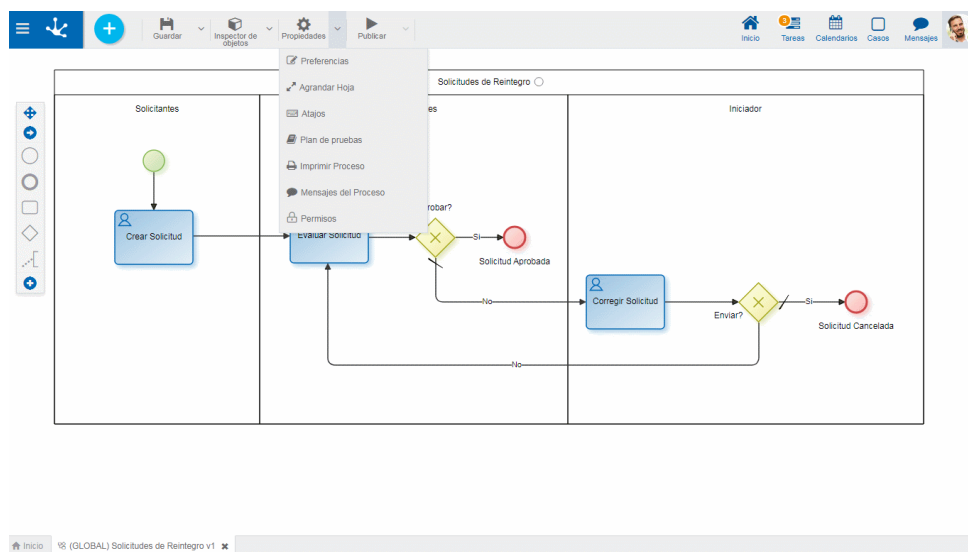 Guardar
Inspector de
objetos
Propiedades
Publicar
Inicio
3
Tareas
Calendarios
Casos
Mensajes
Preferencias
Agrandar Hoja
Atajos
Plan de pruebas
Imprimir Proceso
Mensajes del Proceso
Permisos
Solicitudes de Reintegro
Solicitantes
es
Iniciador
Crear Solicitud
Evaluar Solicitud
robar?
Si
Solicitud Aprobada
No
Corregir Solicitud
Enviar?
Si
Solicitud Cancelada
No
Inicio
(GLOBAL) Solicitudes de Reintegro v1